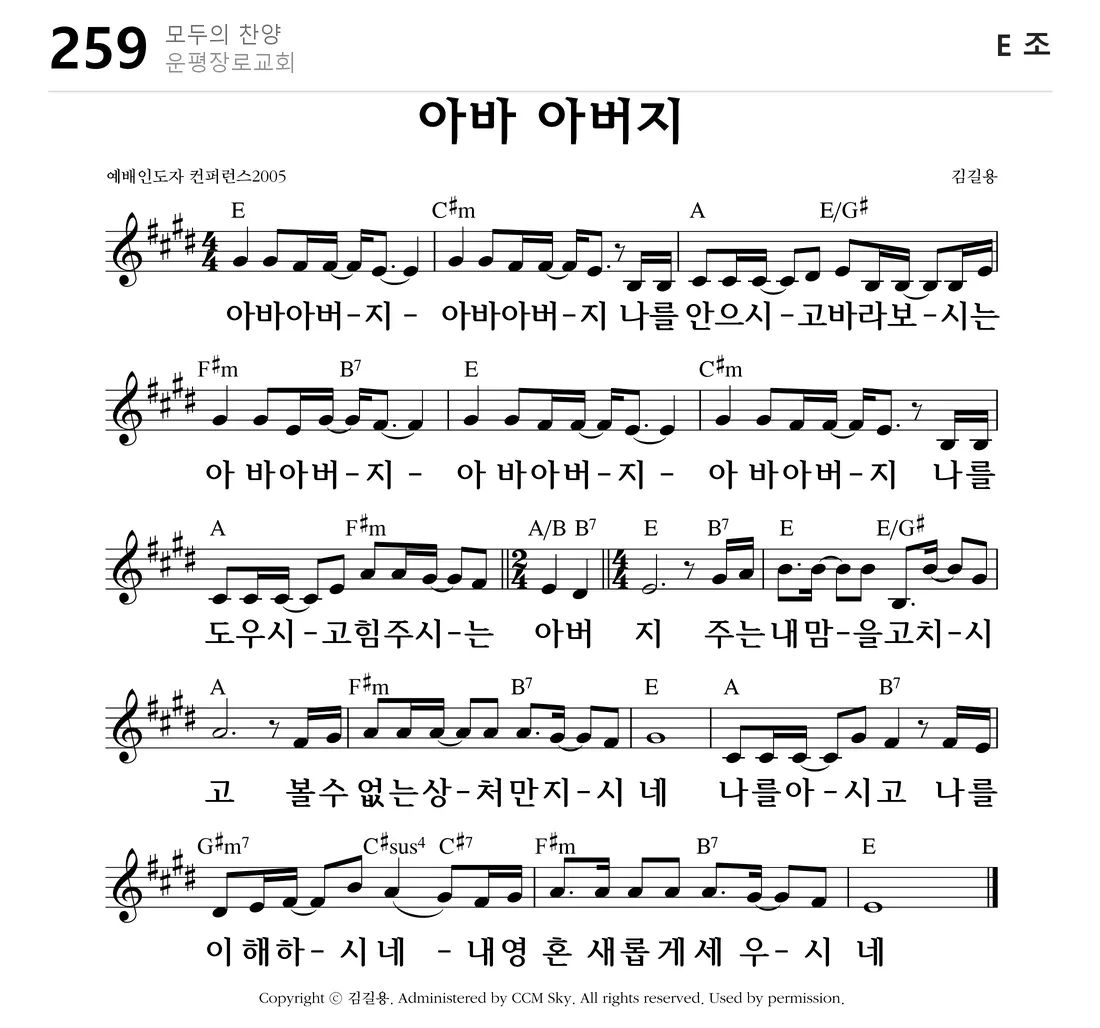 259 모두의 찬양
운평장로교회
E 조
아바 아버지
예배인도자 컨퍼런스2005 김길용
E C♯m A E/G♯
4
4
아바아버-지 - 아바아버-지 나를 안으시-고바라보-시는
F♯m B7 E C♯m
아 바아버-지 - 아 바아버-지 - 아 바아버-지 나를
A F♯m A/B B7 E B7 E E/G♯
2
4
4
4
도우시-고힘주시-는 아버 지 주는내맘-을고치-시
A F♯m B7 E A B7
고 볼수 없는상-처만지-시 네 나를아-시고 나를
G♯m7 C♯sus4 C♯7 F♯m B7 E
이해하- 시네 - 내영 혼 새롭게세 우- 시 네
Copyright ⓒ 김길용. Administered by CCM Sky. All rights reserved. Used by permission.